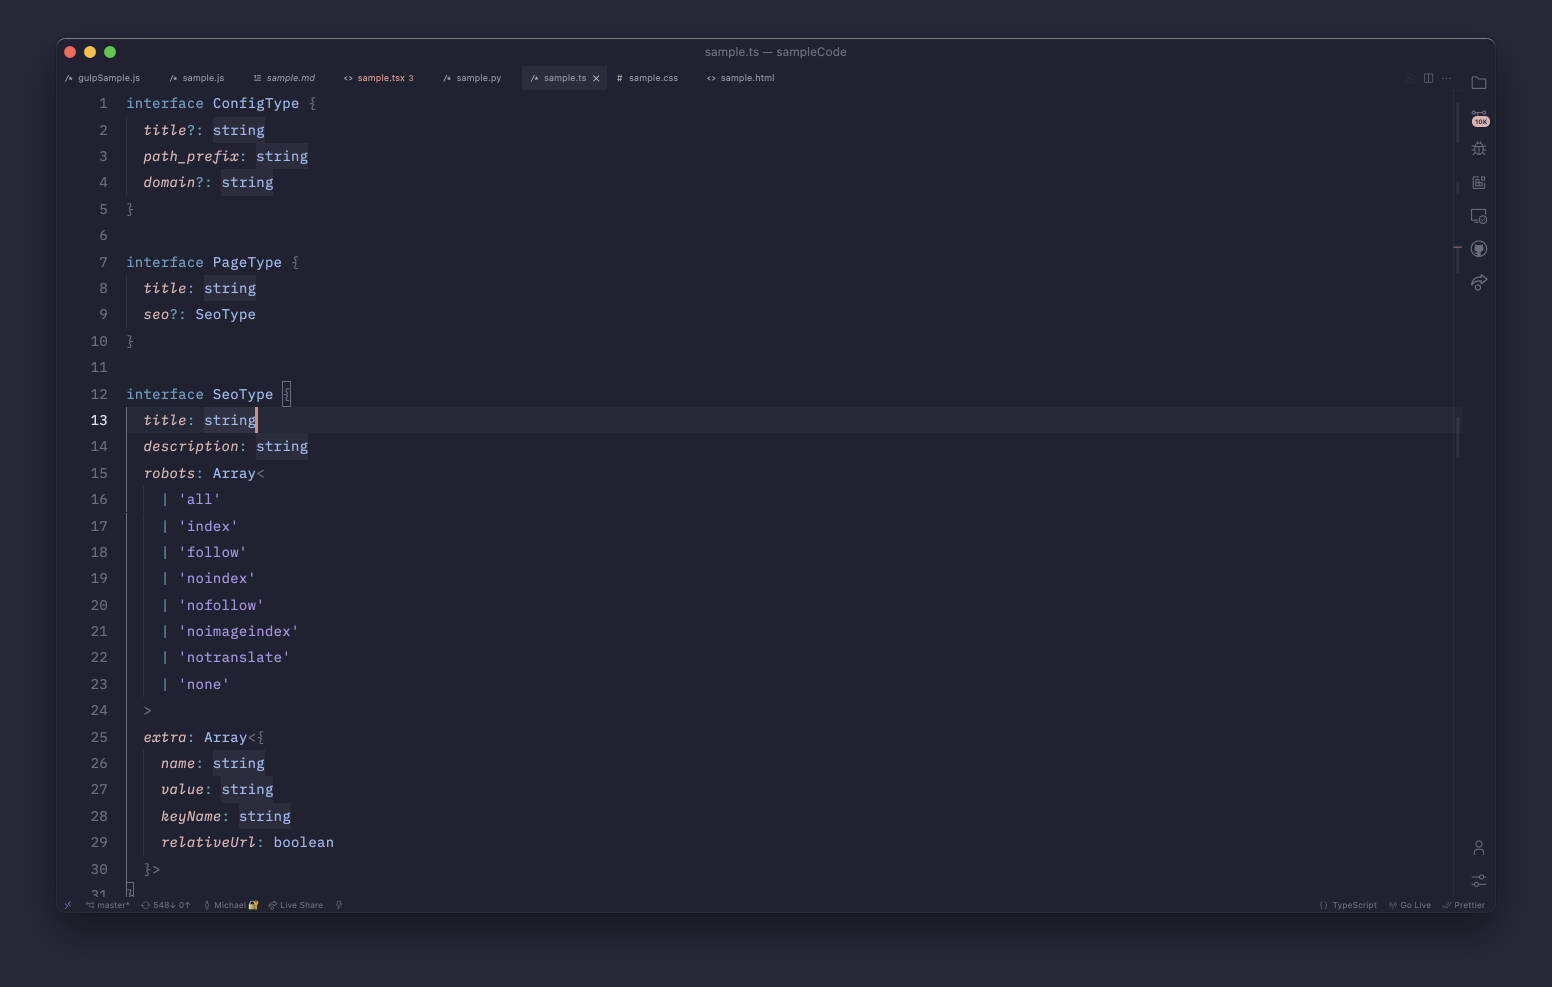 sample.ts — sampleCode
gulpSample.js sample.js sample.md sample.tsx 3 sample.py sample.ts # sample.css <> sample.html
10K
1 interface ConfigType {
2 title?: string
3 path_prefix: string
4 domain?: string
5 }
6
7 interface PageType {
8 title: string
9 seo?: SeoType
10 }
11
12 interface SeoType {
13 title: string
14 description: string
15 robots: Array<
16 | 'all'
17 | 'index'
18 | 'follow'
19 | 'noindex'
20 | 'nofollow'
21 | 'noimageindex'
22 | 'notranslate'
23 | 'none'
24 >
25 extra: Array<{
26 name: string
27 value: string
28 keyName: string
29 relativeUrl: boolean
30 }>
31 }
master* 548↓ 0↑ Michael 🔐 Live Share {} TypeScript Go Live Prettier